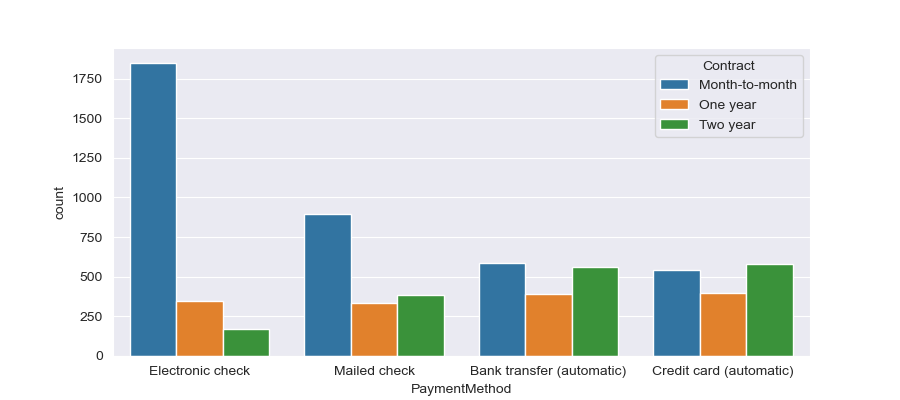 Contract
Month-to-month
One year
Two year
1750
1500
1250
1000
750
500
250
0
count
Electronic check
Mailed check
Bank transfer (automatic)
Credit card (automatic)
PaymentMethod